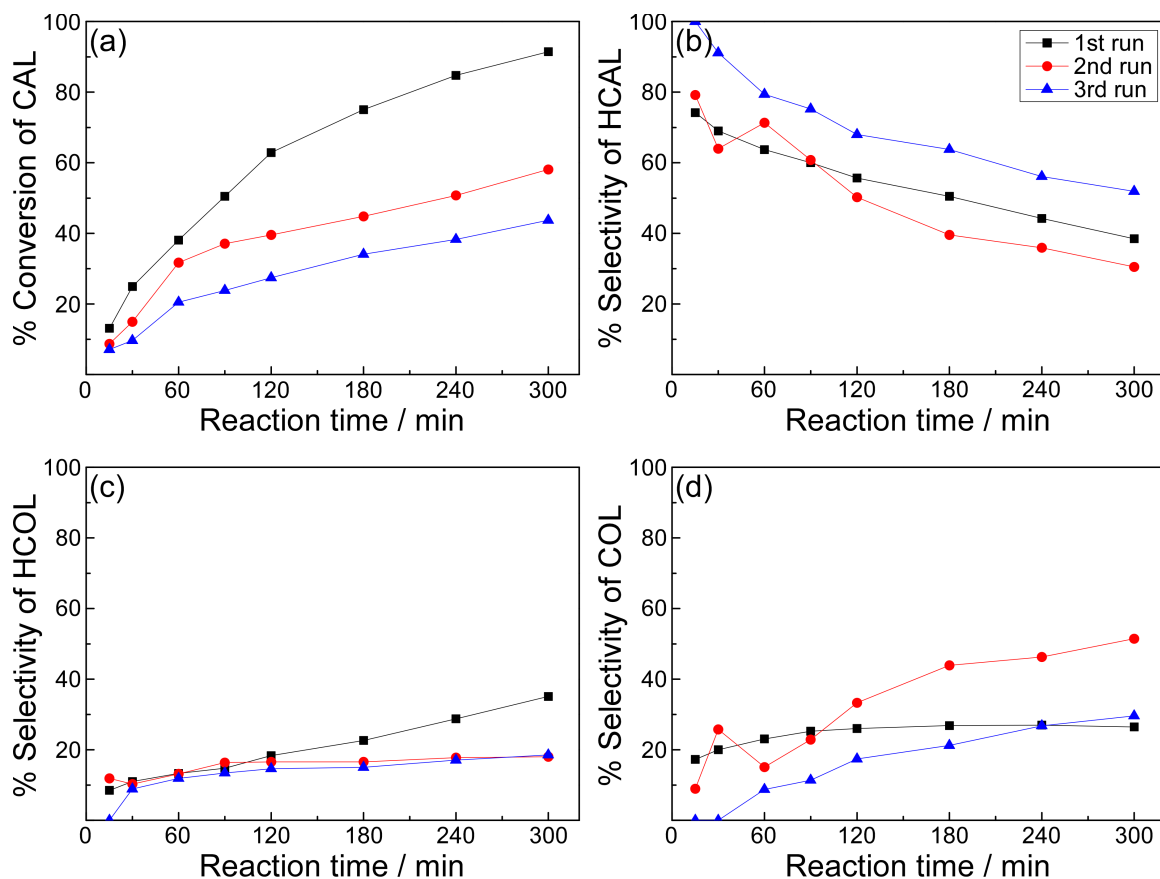 (a)
% Conversion of CAL
100
80
60
40
20
0 60 120 180 240 300
Reaction time / min
(b)
1st run
2nd run
3rd run
% Selectivity of HCAL
100
80
60
40
20
0 60 120 180 240 300
Reaction time / min
(c)
% Selectivity of HCOL
100
80
60
40
20
0 60 120 180 240 300
Reaction time / min
(d)
% Selectivity of COL
100
80
60
40
20
0 60 120 180 240 300
Reaction time / min